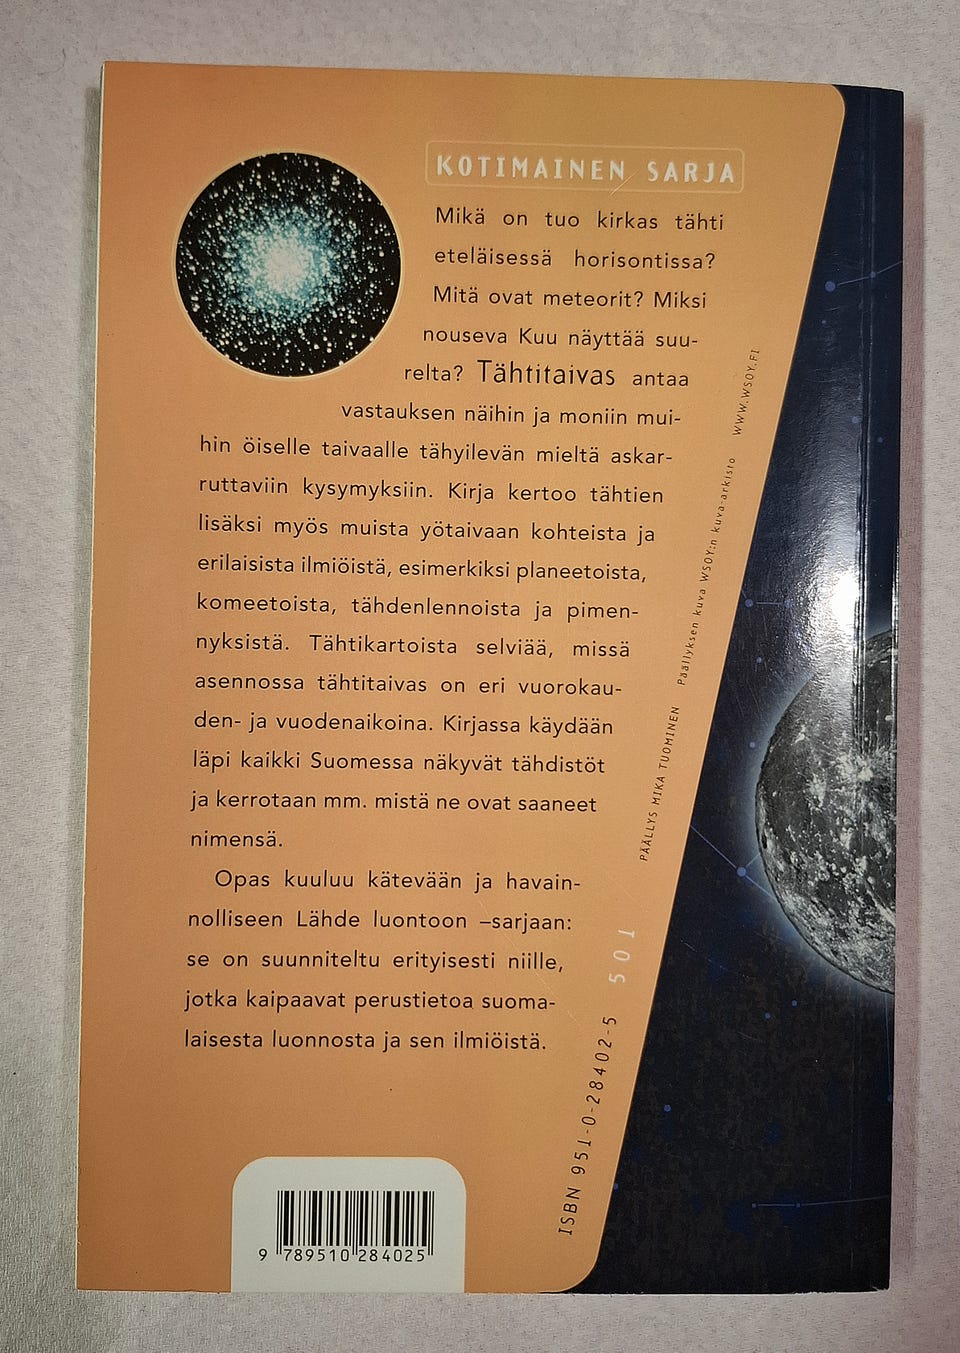 KOTIMAINEN SARJA
Mikä on tuo kirkas tähti
eteläisessä horisontissa?
Mitä ovat meteorit? Miksi
nouseva Kuu näyttää suu-
relta? Tähtitaivas antaa
vastauksen näihin ja moniin mui-
hin öiselle taivaalle tähyilevän mieltä askar-
ruttaviin kysymyksiin. Kirja kertoo tähtien
lisäksi myös muista yötaivaan kohteista ja
erilaisista ilmiöistä, esimerkiksi planeetoista,
komeetoista, tähdenlennoista ja pimen-
nyksistä. Tähtikartoista selviää, missä
asennossa tähtitaivas on eri vuorokau-
den- ja vuodenaikoina. Kirjassa käydään
läpi kaikki Suomessa näkyvät tähdistöt
ja kerrotaan mm. mistä ne ovat saaneet
nimensä.
Opas kuuluu kätevään ja havain-
nolliseen Lähde luontoon –sarjaan:
se on suunniteltu erityisesti niille,
jotka kaipaavat perustietoa suoma-
laisesta luonnosta ja sen ilmiöistä.
PÄÄLLYS MIKA TUOMINEN Päällyksen kuva WSOY:n kuva-arkisto WWW.WSOY.FI
ISBN 951-0-28402-5 501
9 789510 284025